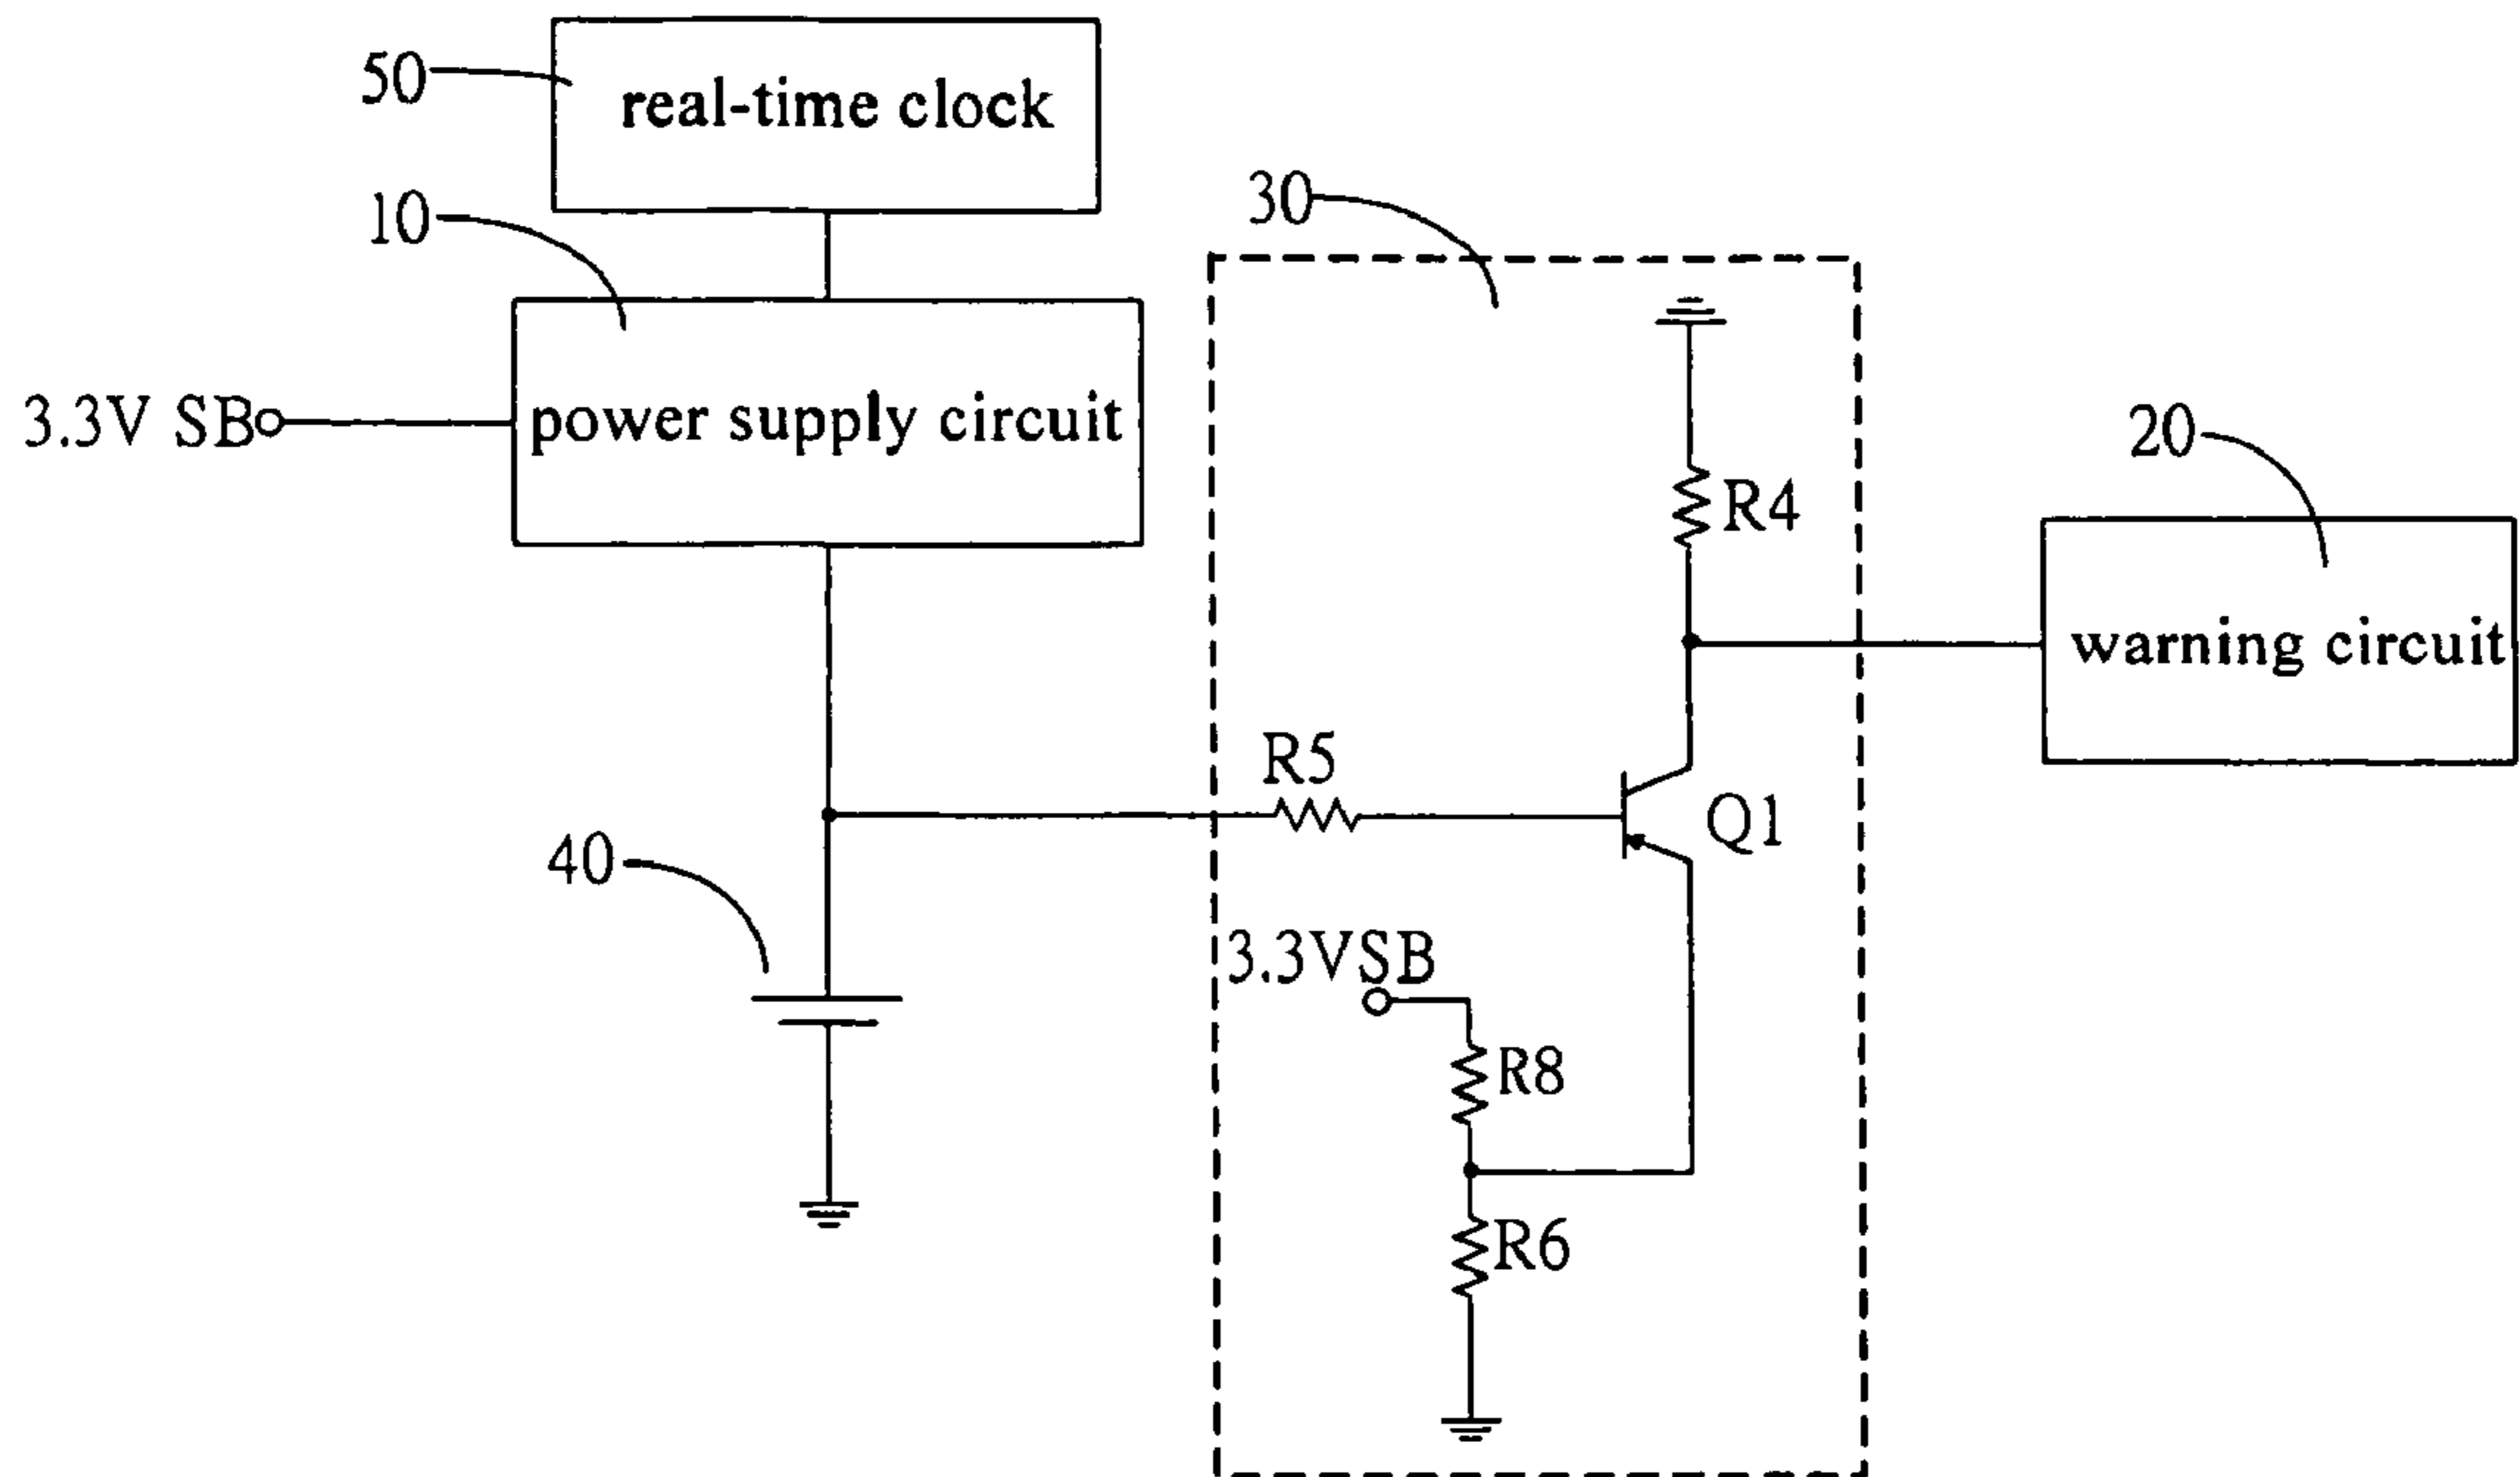 50
real-time clock
10
30
3.3V SB
power supply circuit
20
R4
warning circuit
R5
Q1
40
3.3VSB
R8
R6